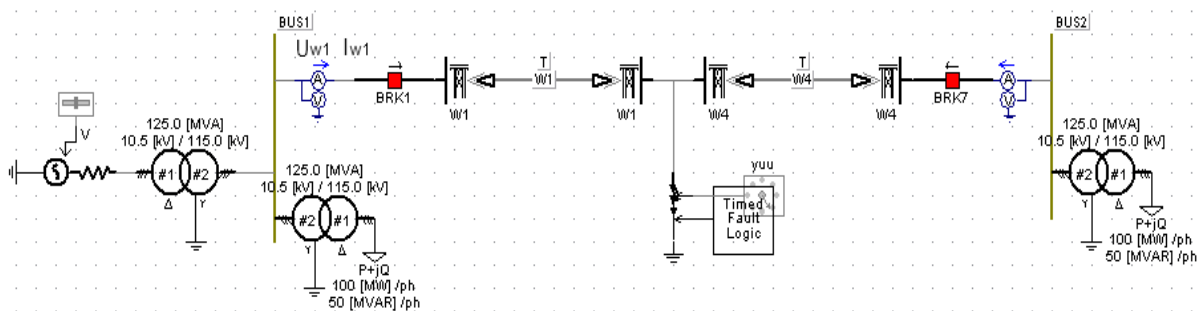 BUS1
BUS2
Uw1 Iw1
T
W1
T
W4
BRK1
W1
W1
W4
W4
BRK7
A
V
A
V
V
125.0 [MVA]
10.5 [kV] / 115.0 [kV]
#1
#2
Δ
Y
125.0 [MVA]
10.5 [kV] / 115.0 [kV]
#2
#1
Y
Δ
P+jQ
100 [MW] /ph
50 [MVAR] /ph
yuu
Timed
Fault
Logic
125.0 [MVA]
10.5 [kV] / 115.0 [kV]
#2
#1
Y
Δ
P+jQ
100 [MW] /ph
50 [MVAR] /ph